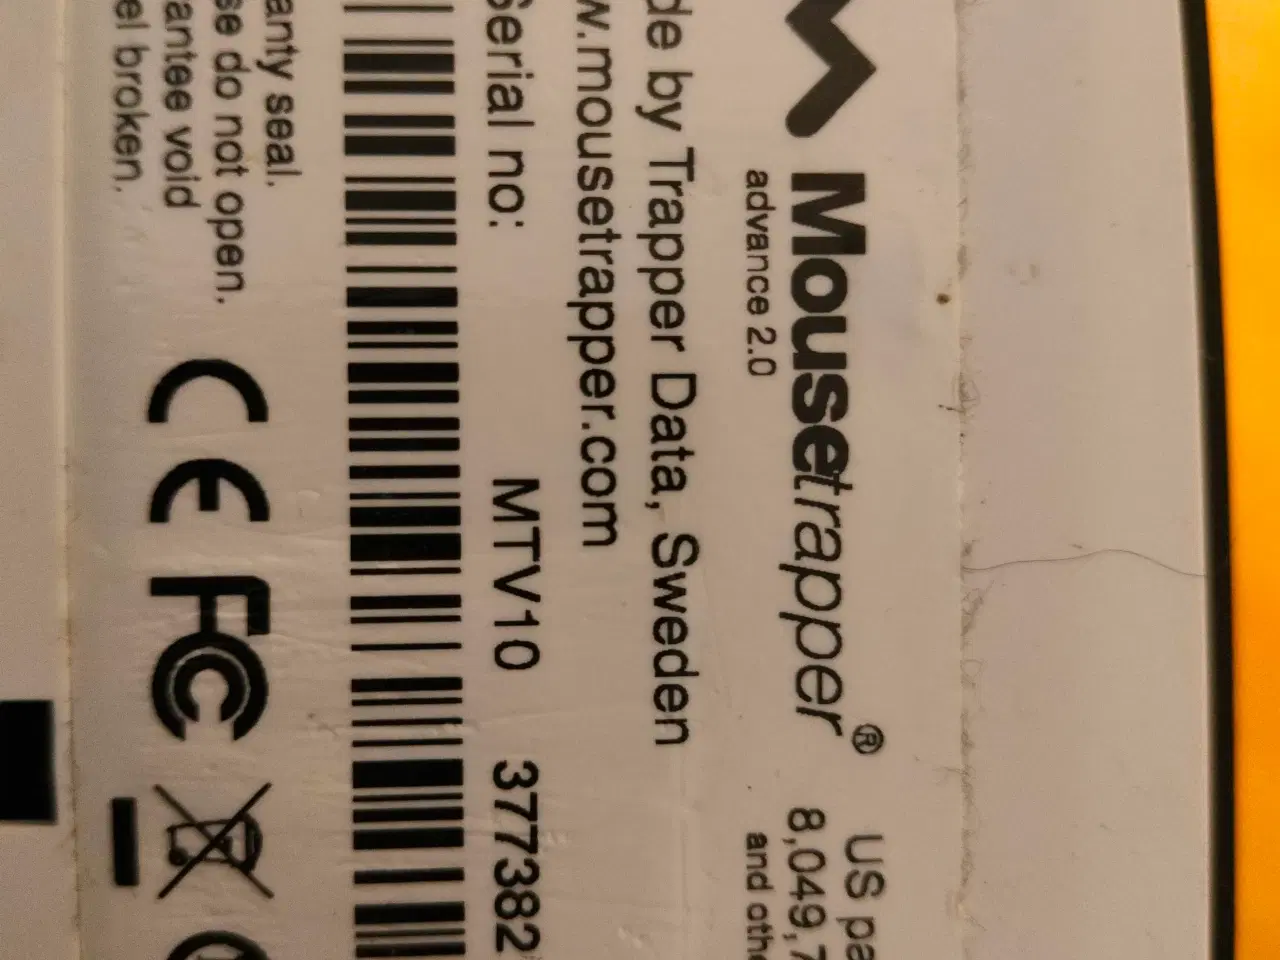 Mousetrapper®
advance 2.0
US pa
8,049,7
and othe
de by Trapper Data, Sweden
w.mousetrapper.com
Serial no: MTV10 377382
anty seal.
se do not open.
antee void
el broken.
CE FC